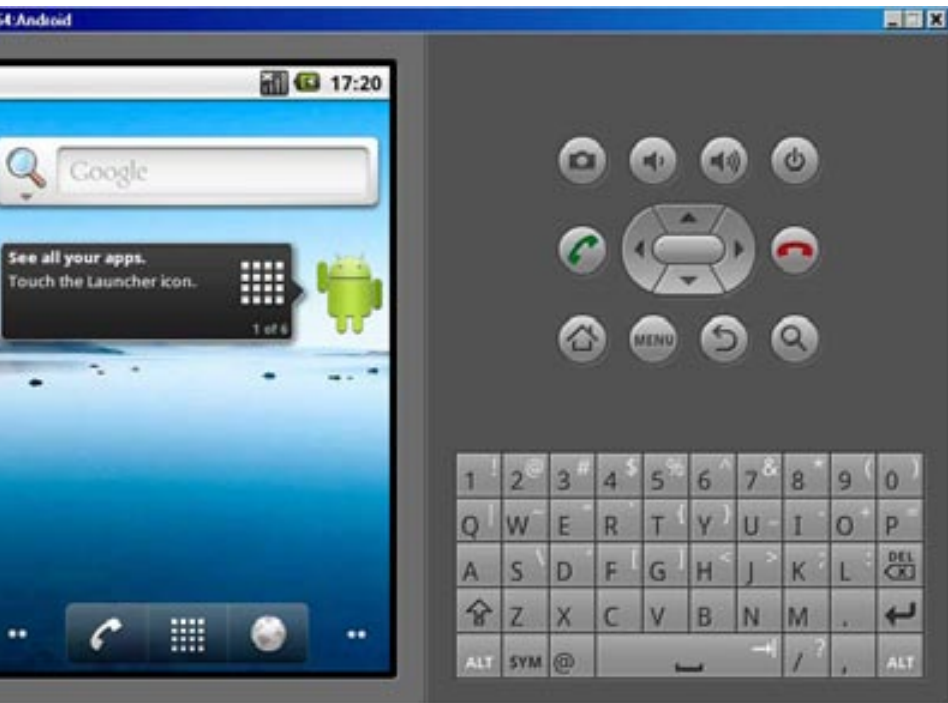 54:Android
17:20
Google
See all your apps.
Touch the Launcher icon.
1 of 6
MENU
1 ! 2 @ 3 # 4 $ 5 % 6 ^ 7 & 8 * 9 ( 0 )
Q | W ~ E " R ` T { Y } U _ I - O + P =
A S \ D ' F [ G ] H < J > K ; L : DEL
Z X C V B N M .
ALT SYM @ / ? , ALT